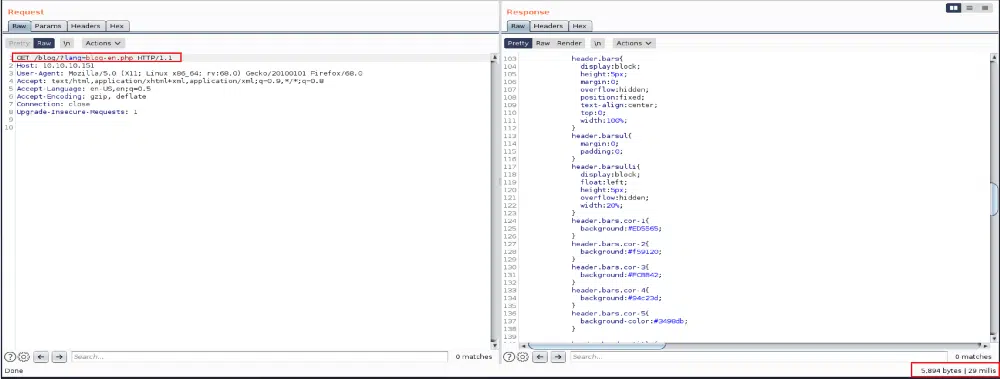 Request
Raw Params Headers Hex
Pretty Raw \n Actions
1 GET /blog/?lang=blog-en.php HTTP/1.1
2 Host: 10.10.10.151
3 User-Agent: Mozilla/5.0 (X11; Linux x86_64; rv:68.0) Gecko/20100101 Firefox/68.0
4 Accept: text/html,application/xhtml+xml,application/xml;q=0.9,*/*;q=0.8
5 Accept-Language: en-US,en;q=0.5
6 Accept-Encoding: gzip, deflate
7 Connection: close
8 Upgrade-Insecure-Requests: 1
9
10
Search...
0 matches
Done
Response
Raw Headers Hex
Pretty Raw Render \n Actions
103 header.bars{
104 display:block;
105 height:5px;
106 margin:0;
107 overflow:hidden;
108 position:fixed;
109 text-align:center;
110 top:0;
111 width:100%;
112 }
113 header.barsul{
114 margin:0;
115 padding:0;
116 }
117 header.barsulli{
118 display:block;
119 float:left;
120 height:5px;
121 overflow:hidden;
122 width:20%;
123 }
124 header.bars.cor-1{
125 background:#ED5565;
126 }
127 header.bars.cor-2{
128 background:#f59120;
129 }
130 header.bars.cor-3{
131 background:#FCBB42;
132 }
133 header.bars.cor-4{
134 background:#94c23d;
135 }
136 header.bars.cor-5{
137 background-color:#3498db;
138 }
139
Search...
0 matches
5,894 bytes | 29 millis